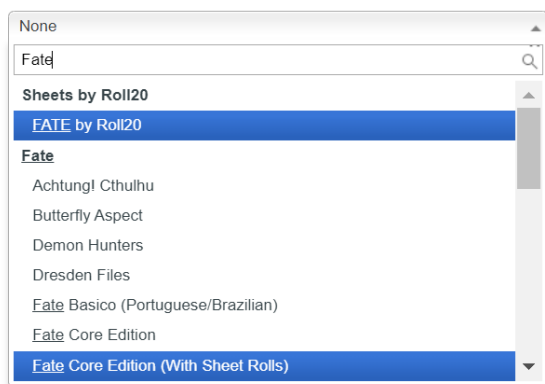 None
Fate
Sheets by Roll20
FATE by Roll20
Fate
Achtung! Cthulhu
Butterfly Aspect
Demon Hunters
Dresden Files
Fate Basico (Portuguese/Brazilian)
Fate Core Edition
Fate Core Edition (With Sheet Rolls)